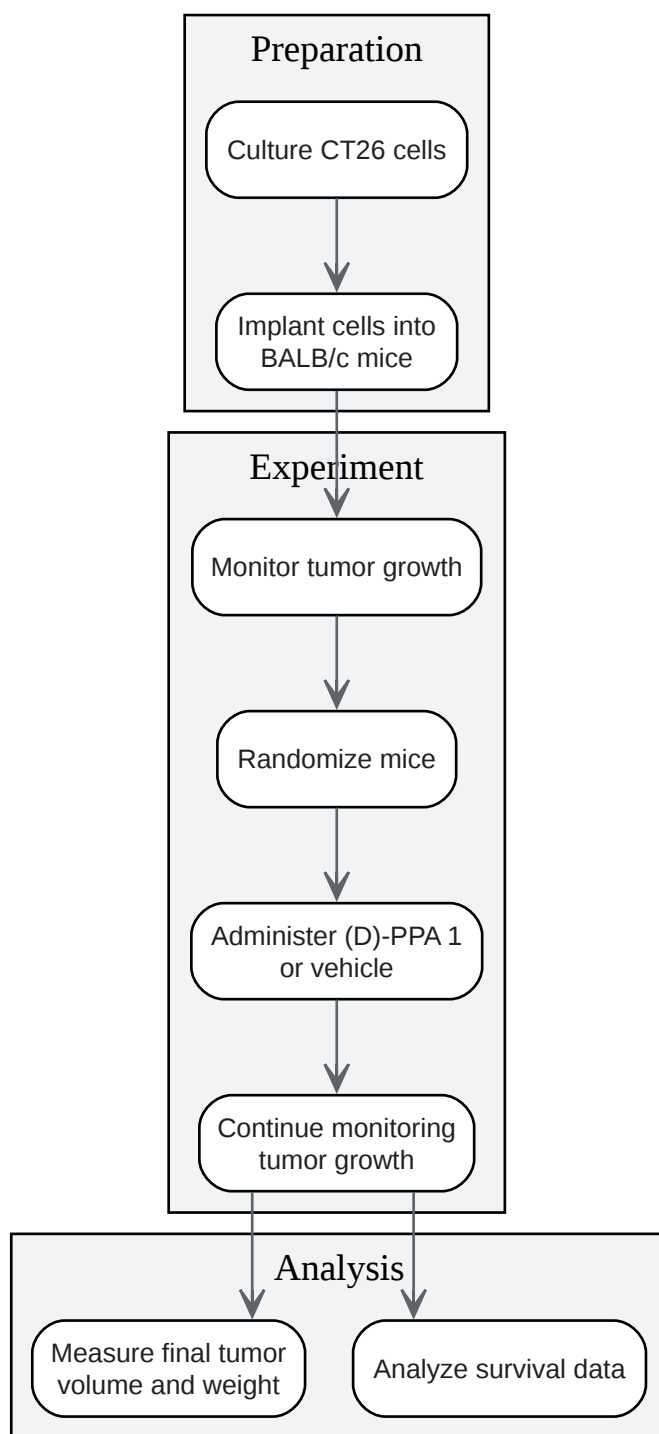 Preparation
Culture CT26 cells
Implant cells into
BALB/c mice
Experiment
Monitor tumor growth
Randomize mice
Administer (D)-PPA 1
or vehicle
Continue monitoring
tumor growth
Analysis
Measure final tumor
volume and weight
Analyze survival data